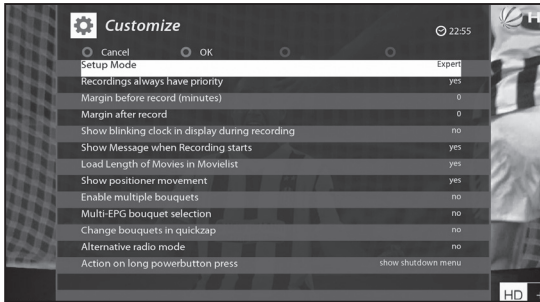 Customize
22:55
Cancel OK
Setup Mode Expert
Recordings always have priority yes
Margin before record (minutes) 0
Margin after record 0
Show blinking clock in display during recording no
Show Message when Recording starts yes
Load Length of Movies in Movielist yes
Show positioner movement yes
Enable multiple bouquets no
Multi-EPG bouquet selection no
Change bouquets in quickzap no
Alternative radio mode no
Action on long powerbutton press show shutdown menu
HD